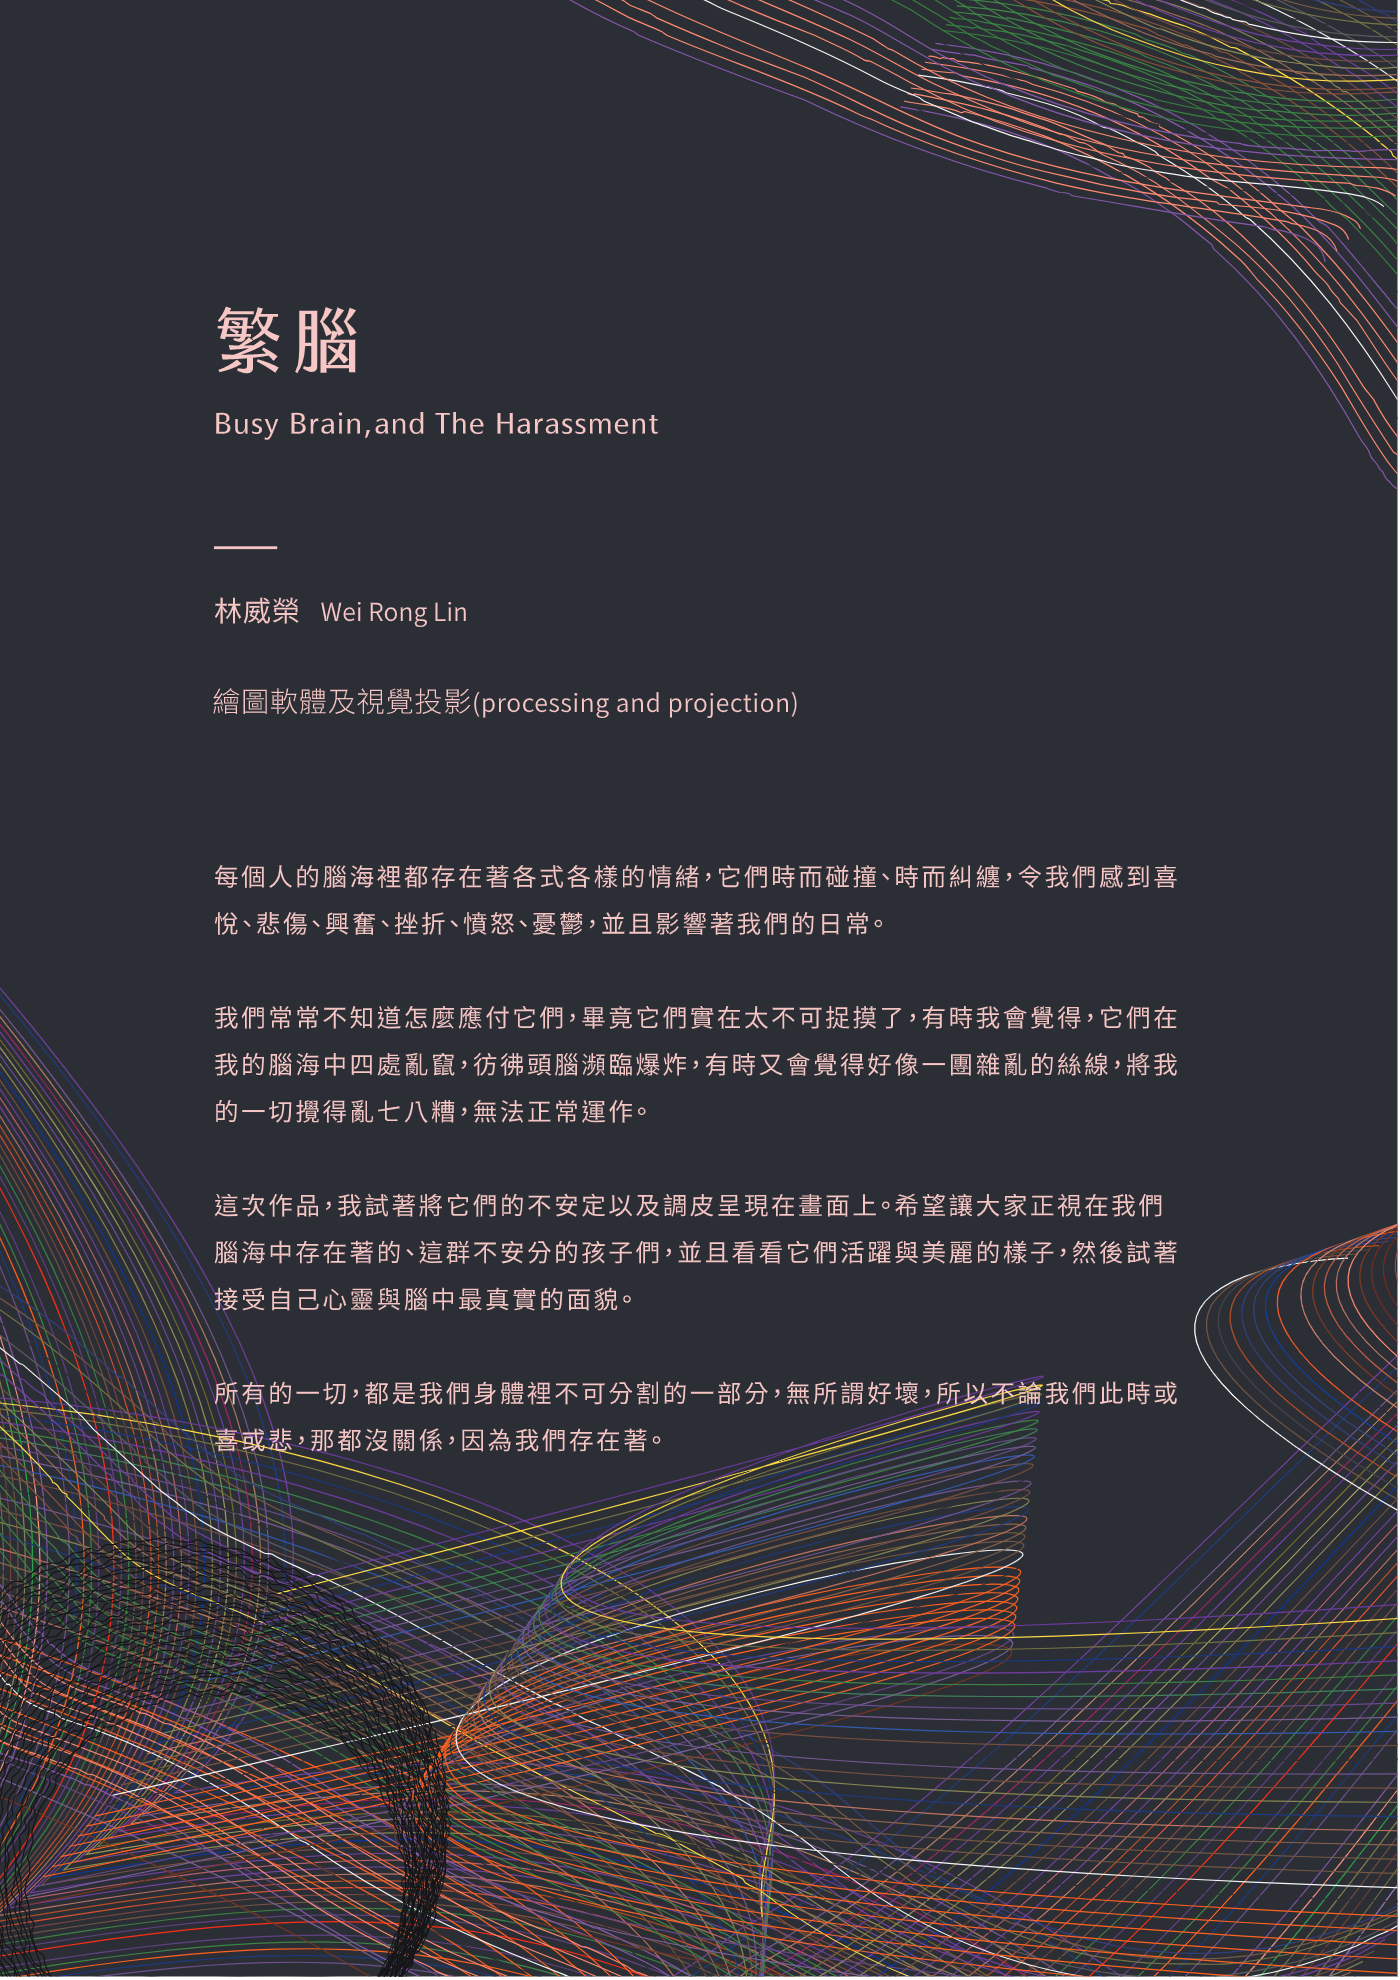 繁腦
Busy Brain,and The Harassment
林威榮 Wei Rong Lin
繪圖軟體及視覺投影(processing and projection)
每個人的腦海裡都存在著各式各樣的情緒,它們時而碰撞、時而糾纏,令我們感到喜
悅、悲傷、興奮、挫折、憤怒、憂鬱,並且影響著我們的日常。
我們常常不知道怎麼應付它們,畢竟它們實在太不可捉摸了,有時我會覺得,它們在
我的腦海中四處亂竄,彷彿頭腦瀕臨爆炸,有時又會覺得好像一團雜亂的絲線,將我
的一切攪得亂七八糟,無法正常運作。
這次作品,我試著將它們的不安定以及調皮呈現在畫面上。希望讓大家正視在我們
腦海中存在著的、這群不安分的孩子們,並且看看它們活躍與美麗的樣子,然後試著
接受自己心靈與腦中最真實的面貌。
所有的一切,都是我們身體裡不可分割的一部分,無所謂好壞,所以不論我們此時或
喜或悲,那都沒關係,因為我們存在著。